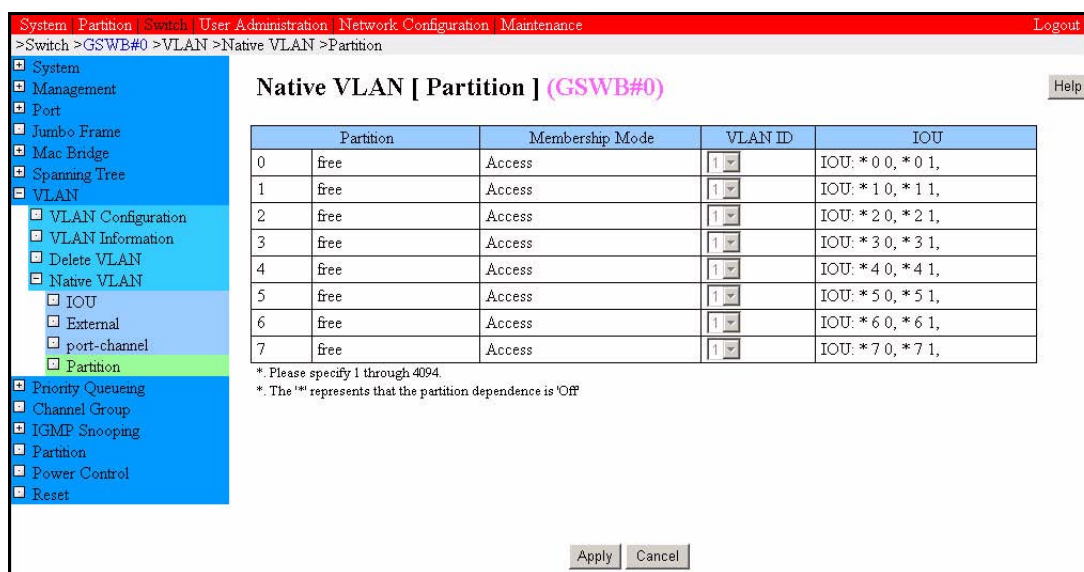 System | Partition | Switch | User Administration | Network Configuration | Maintenance Logout
>Switch >GSWB#0 >VLAN >Native VLAN >Partition
System
Management
Port
Jumbo Frame
Mac Bridge
Spanning Tree
VLAN
VLAN Configuration
VLAN Information
Delete VLAN
Native VLAN
IOU
External
port-channel
Partition
Priority Queueing
Channel Group
IGMP Snooping
Partition
Power Control
Reset
Native VLAN [ Partition ] (GSWB#0)
Help
Partition Membership Mode VLAN ID IOU
0 free Access 1 IOU: * 0 0, * 0 1,
1 free Access 1 IOU: * 1 0, * 1 1,
2 free Access 1 IOU: * 2 0, * 2 1,
3 free Access 1 IOU: * 3 0, * 3 1,
4 free Access 1 IOU: * 4 0, * 4 1,
5 free Access 1 IOU: * 5 0, * 5 1,
6 free Access 1 IOU: * 6 0, * 6 1,
7 free Access 1 IOU: * 7 0, * 7 1,
*. Please specify 1 through 4094.
*. The '*' represents that the partition dependence is 'Off'
Apply Cancel